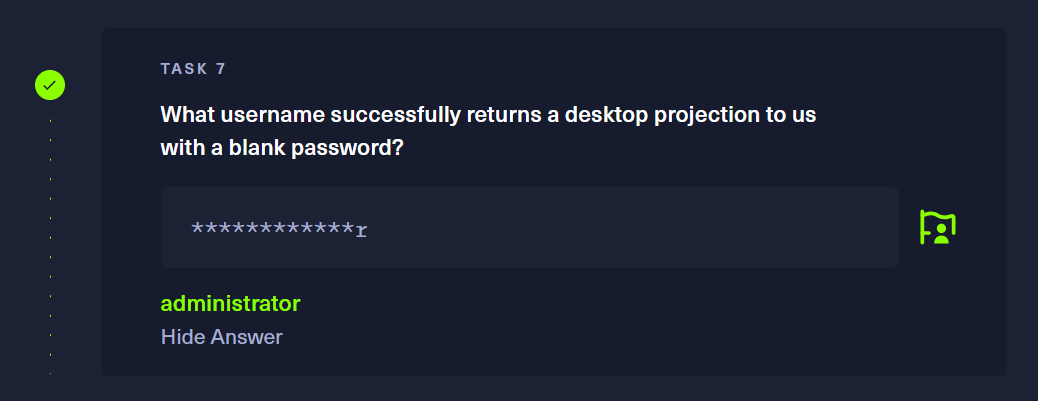 TASK 7
What username successfully returns a desktop projection to us
with a blank password?
************r
administrator
Hide Answer